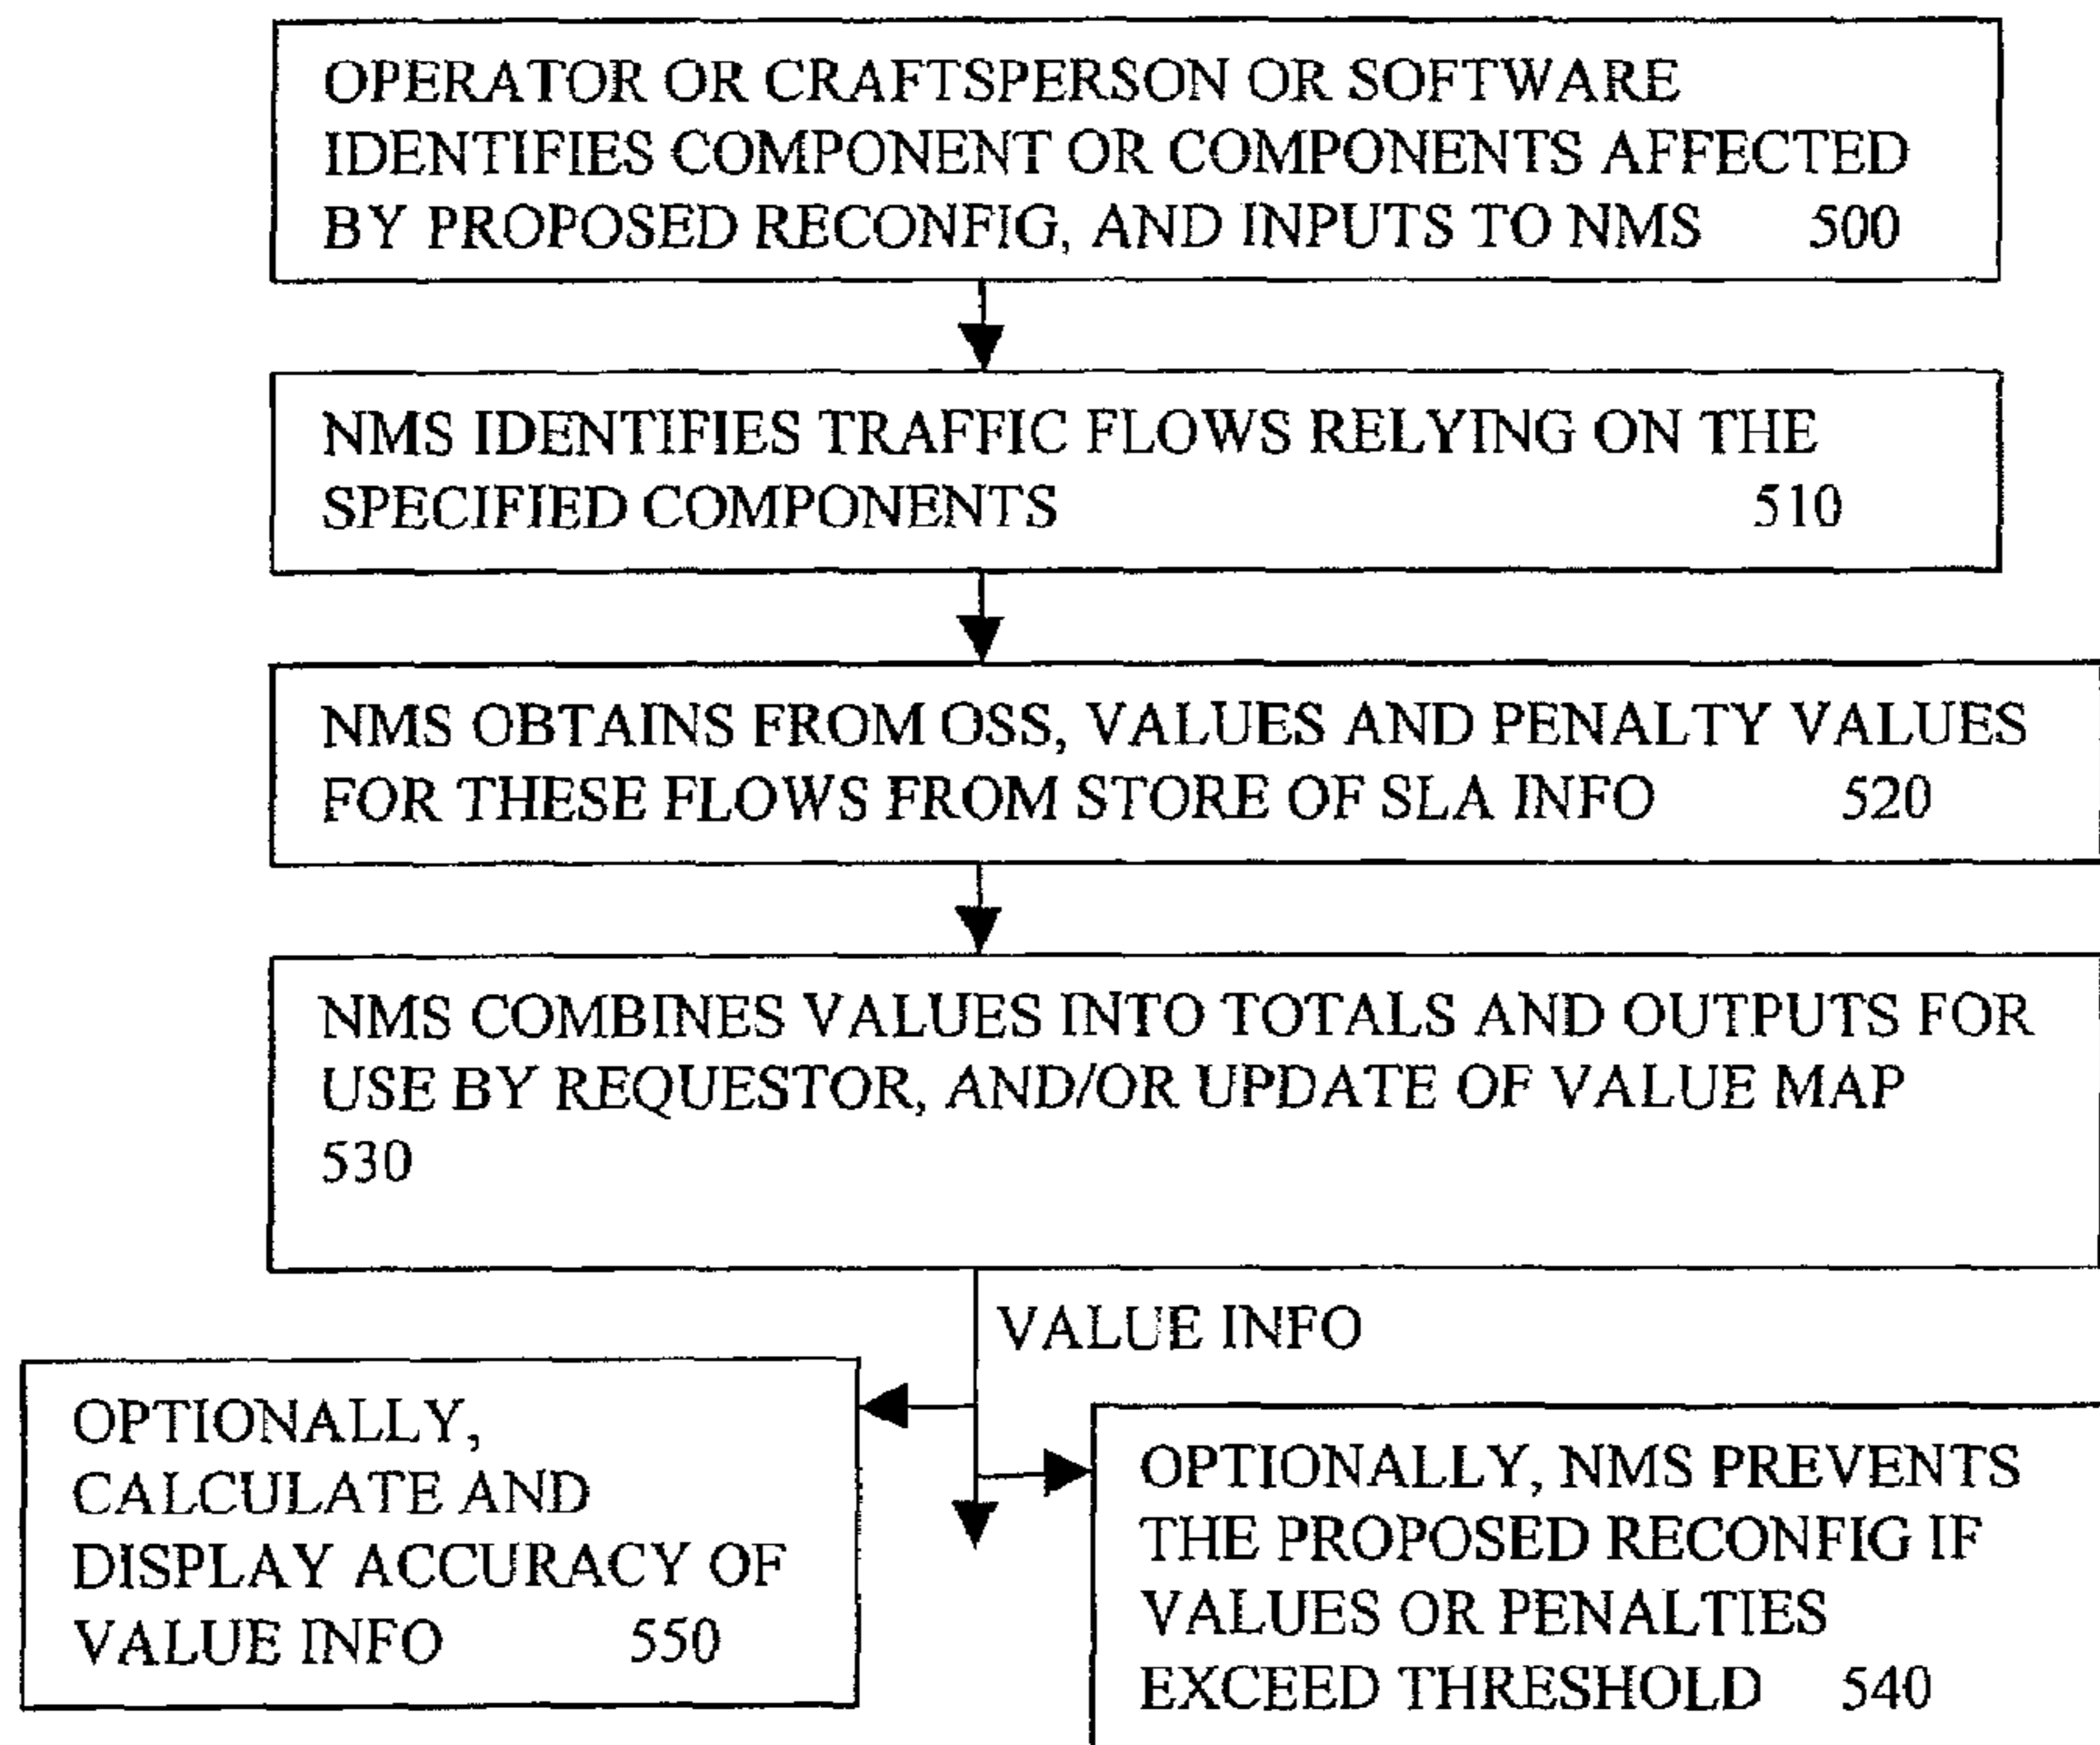 OPERATOR OR CRAFTSPERSON OR SOFTWARE
IDENTIFIES COMPONENT OR COMPONENTS AFFECTED
BY PROPOSED RECONFIG, AND INPUTS TO NMS 500
NMS IDENTIFIES TRAFFIC FLOWS RELYING ON THE
SPECIFIED COMPONENTS 510
NMS OBTAINS FROM OSS, VALUES AND PENALTY VALUES
FOR THESE FLOWS FROM STORE OF SLA INFO 520
NMS COMBINES VALUES INTO TOTALS AND OUTPUTS FOR
USE BY REQUESTOR, AND/OR UPDATE OF VALUE MAP
530
VALUE INFO
OPTIONALLY,
CALCULATE AND
DISPLAY ACCURACY OF
VALUE INFO 550
OPTIONALLY, NMS PREVENTS
THE PROPOSED RECONFIG IF
VALUES OR PENALTIES
EXCEED THRESHOLD 540